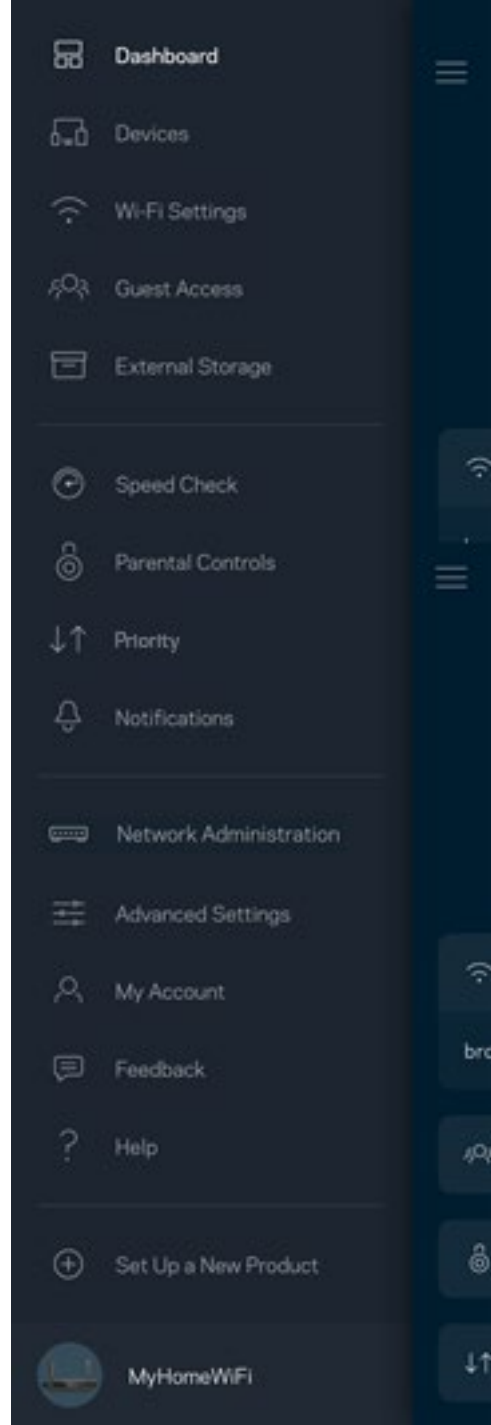 Dashboard
Devices
Wi-Fi Settings
Guest Access
External Storage
Speed Check
Parental Controls
Priority
Notifications
Network Administration
Advanced Settings
My Account
Feedback
? Help
Set Up a New Product
MyHomeWiFi
bro